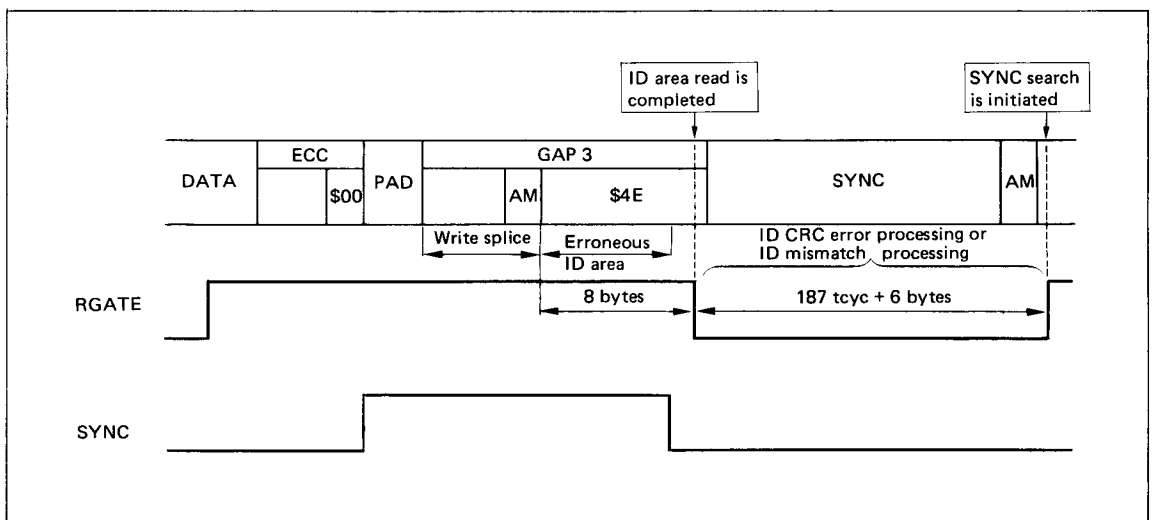 ID area read is
completed
SYNC search
is initiated
DATA
ECC
$00
PAD
GAP 3
AM
$4E
SYNC
AM
Write splice
Erroneous
ID area
ID CRC error processing or
ID mismatch processing
RGATE
8 bytes
187 tcyc + 6 bytes
SYNC